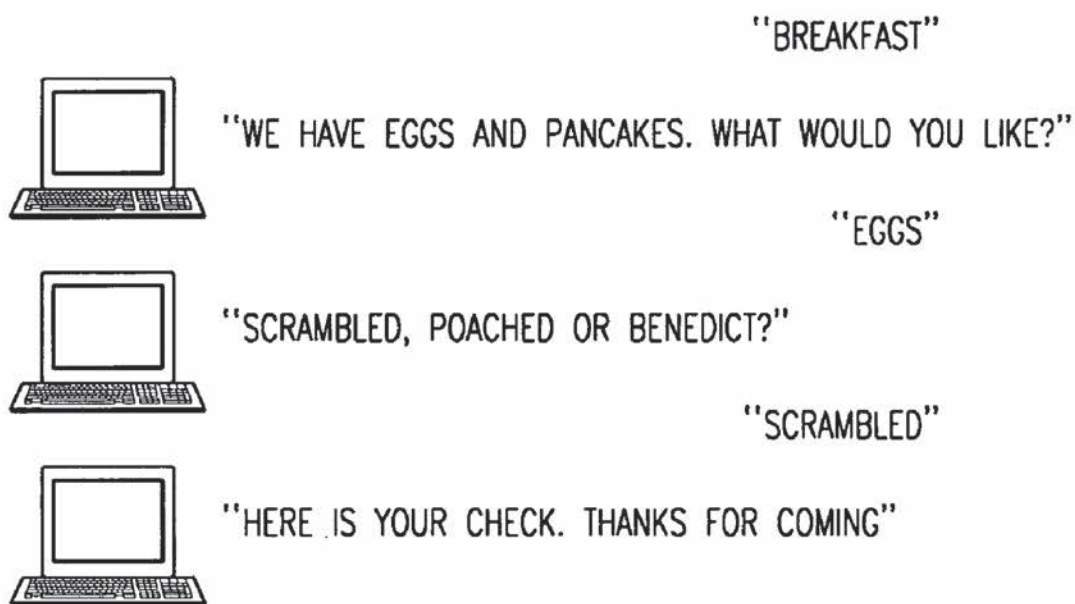 "BREAKFAST"
"WE HAVE EGGS AND PANCAKES. WHAT WOULD YOU LIKE?"
"EGGS"
"SCRAMBLED, POACHED OR BENEDICT?"
"SCRAMBLED"
"HERE IS YOUR CHECK. THANKS FOR COMING"